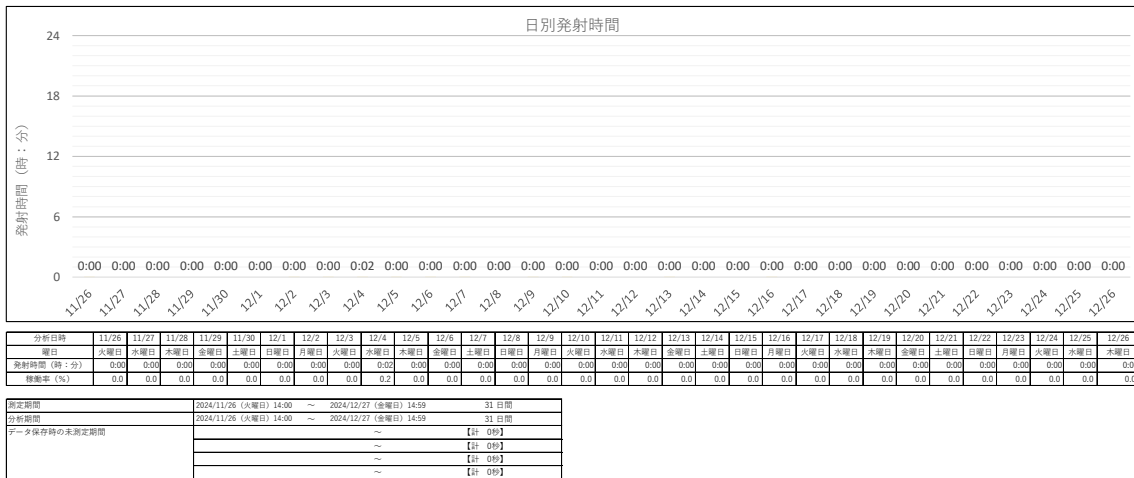 日別発射時間
24
18
12
6
0
発射時間（時：分）
0:00 0:00 0:00 0:00 0:00 0:00 0:00 0:00 0:02 0:00 0:00 0:00 0:00 0:00 0:00 0:00 0:00 0:00 0:00 0:00 0:00 0:00 0:00 0:00 0:00 0:00 0:00 0:00 0:00 0:00 0:00
11/26 11/27 11/28 11/29 11/30 12/1 12/2 12/3 12/4 12/5 12/6 12/7 12/8 12/9 12/10 12/11 12/12 12/13 12/14 12/15 12/16 12/17 12/18 12/19 12/20 12/21 12/22 12/23 12/24 12/25 12/26
分析日時 11/26 11/27 11/28 11/29 11/30 12/1 12/2 12/3 12/4 12/5 12/6 12/7 12/8 12/9 12/10 12/11 12/12 12/13 12/14 12/15 12/16 12/17 12/18 12/19 12/20 12/21 12/22 12/23 12/24 12/25 12/26
曜日 火曜日 水曜日 木曜日 金曜日 土曜日 日曜日 月曜日 火曜日 水曜日 木曜日 金曜日 土曜日 日曜日 月曜日 火曜日 水曜日 木曜日 金曜日 土曜日 日曜日 月曜日 火曜日 水曜日 木曜日 金曜日 土曜日 日曜日 月曜日 火曜日 水曜日 木曜日
発射時間（時：分） 0:00 0:00 0:00 0:00 0:00 0:00 0:00 0:00 0:02 0:00 0:00 0:00 0:00 0:00 0:00 0:00 0:00 0:00 0:00 0:00 0:00 0:00 0:00 0:00 0:00 0:00 0:00 0:00 0:00 0:00 0:0
稼働率（%） 0.0 0.0 0.0 0.0 0.0 0.0 0.0 0.0 0.2 0.0 0.0 0.0 0.0 0.0 0.0 0.0 0.0 0.0 0.0 0.0 0.0 0.0 0.0 0.0 0.0 0.0 0.0 0.0 0.0 0.0 0.0
測定期間 2024/11/26（火曜日）14:00 ～ 2024/12/27（金曜日）14:59 31 日間
分析期間 2024/11/26（火曜日）14:00 ～ 2024/12/27（金曜日）14:59 31 日間
データ保存時の未測定期間 ～ 【計 0秒】
～ 【計 0秒】
～ 【計 0秒】
～ 【計 0秒】